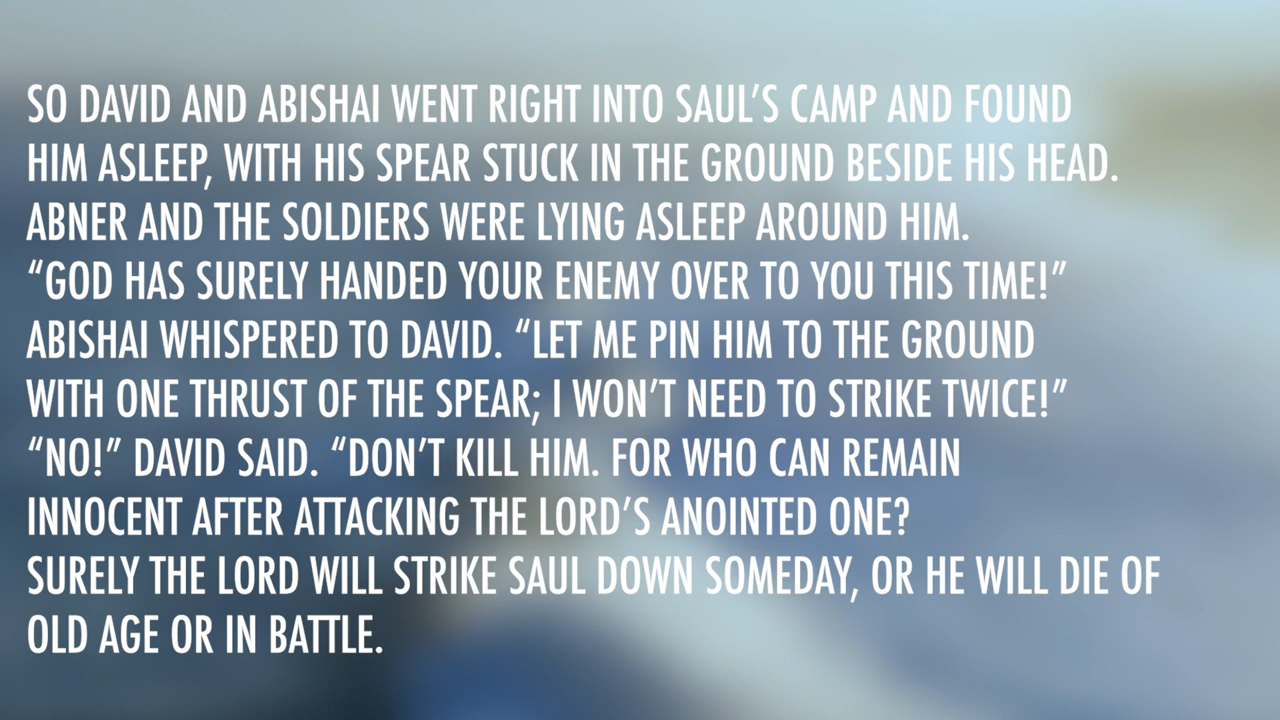 SO DAVID AND ABISHAI WENT RIGHT INTO SAUL’S CAMP AND FOUND
HIM ASLEEP, WITH HIS SPEAR STUCK IN THE GROUND BESIDE HIS HEAD.
ABNER AND THE SOLDIERS WERE LYING ASLEEP AROUND HIM.
“GOD HAS SURELY HANDED YOUR ENEMY OVER TO YOU THIS TIME!”
ABISHAI WHISPERED TO DAVID. “LET ME PIN HIM TO THE GROUND
WITH ONE THRUST OF THE SPEAR; I WON’T NEED TO STRIKE TWICE!”
“NO!” DAVID SAID. “DON’T KILL HIM. FOR WHO CAN REMAIN
INNOCENT AFTER ATTACKING THE LORD’S ANOINTED ONE?
SURELY THE LORD WILL STRIKE SAUL DOWN SOMEDAY, OR HE WILL DIE OF
OLD AGE OR IN BATTLE.